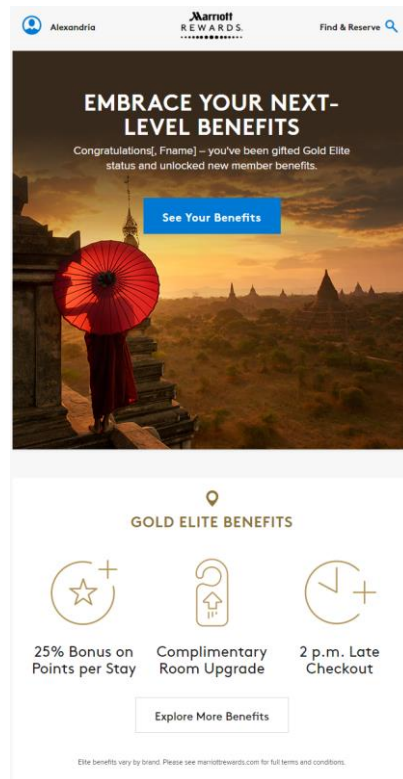 Alexandria
Marriott
REWARDS.
Find & Reserve
EMBRACE YOUR NEXT-
LEVEL BENEFITS
Congratulations[, Fname] – you've been gifted Gold Elite
status and unlocked new member benefits.
See Your Benefits
GOLD ELITE BENEFITS
25% Bonus on
Points per Stay
Complimentary
Room Upgrade
2 p.m. Late
Checkout
Explore More Benefits
Elite benefits vary by brand. Please see marriottrewards.com for full terms and conditions.